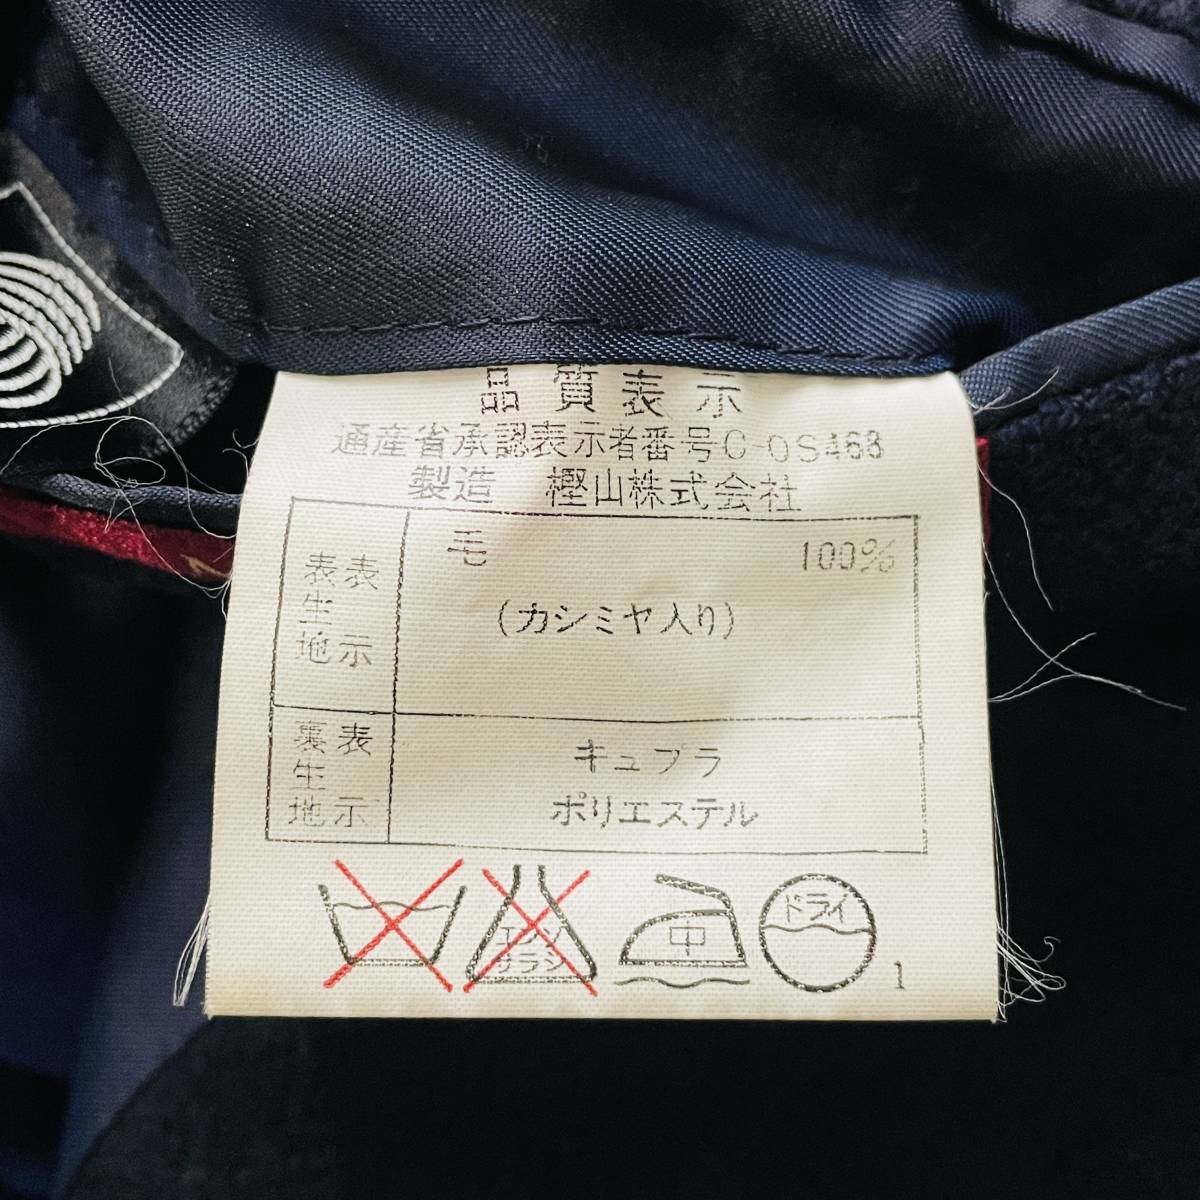 品質表示
通産省承認表示者番号C-0S468
製造 樫山株式会社
表生地 表示
毛 100%
(カシミヤ入り)
裏生地 表示
キュプラ
ポリエステル
エンソサラシ
中
ドライ
1